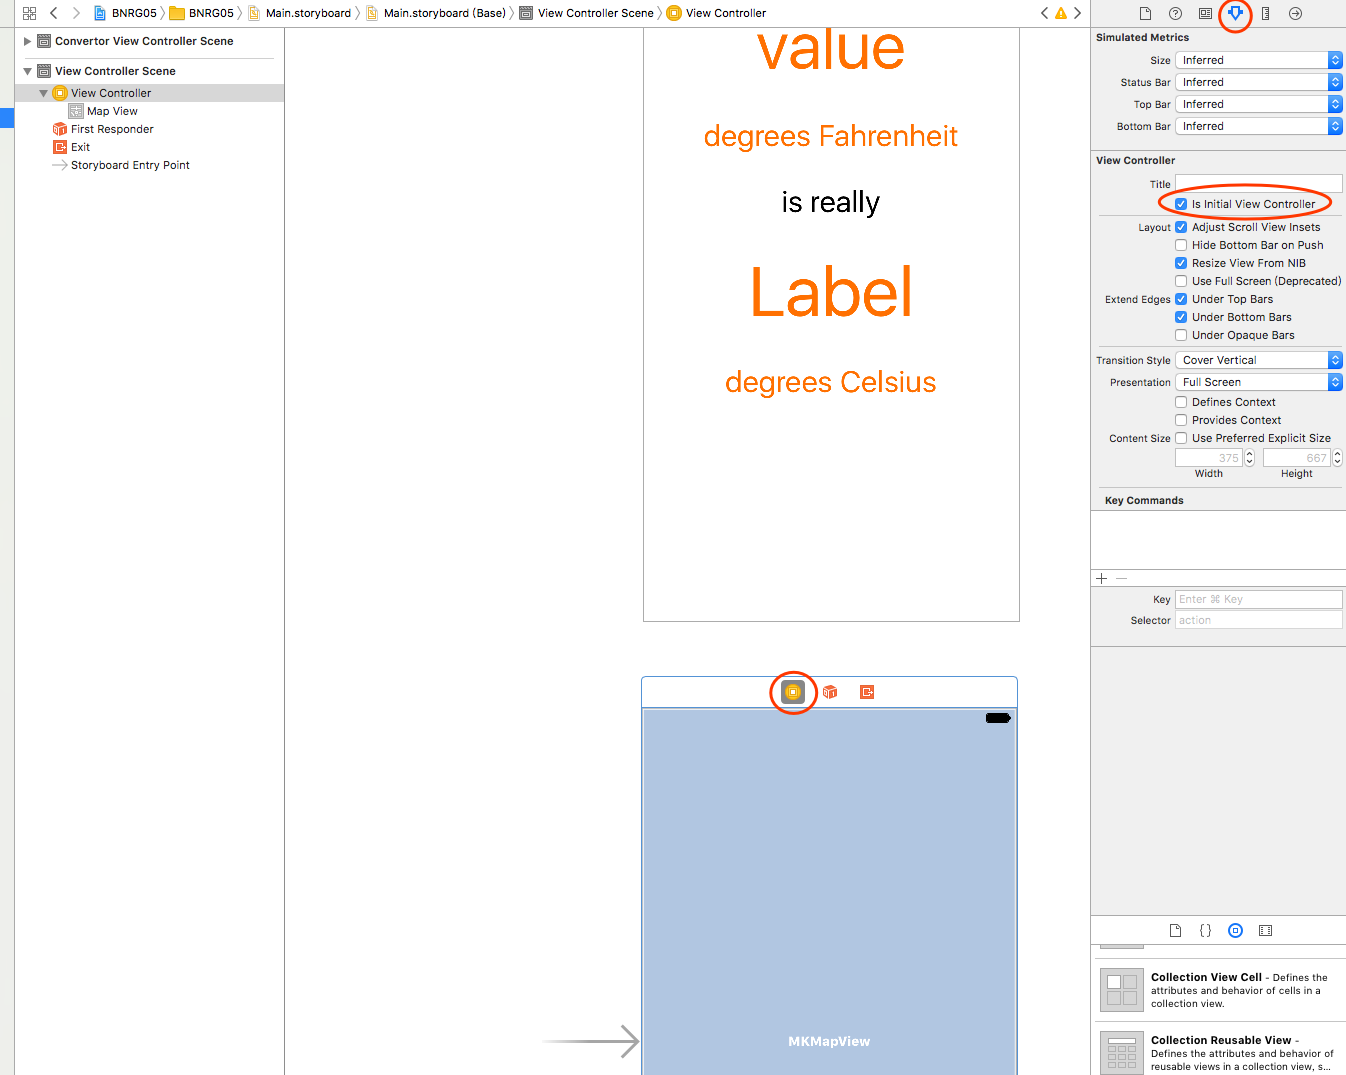 BNRG05 BNRG05 Main.storyboard Main.storyboard (Base) View Controller Scene View Controller
Convertor View Controller Scene
View Controller Scene
View Controller
Map View
First Responder
Exit
Storyboard Entry Point
value
degrees Fahrenheit
is really
Label
degrees Celsius
MKMapView
Simulated Metrics
Size Inferred
Status Bar Inferred
Top Bar Inferred
Bottom Bar Inferred
View Controller
Title
Is Initial View Controller
Layout Adjust Scroll View Insets
Hide Bottom Bar on Push
Resize View From NIB
Use Full Screen (Deprecated)
Extend Edges Under Top Bars
Under Bottom Bars
Under Opaque Bars
Transition Style Cover Vertical
Presentation Full Screen
Defines Context
Provides Context
Content Size Use Preferred Explicit Size
375 667
Width Height
Key Commands
Key Enter ⌘ Key
Selector action
{}
Collection View Cell - Defines the
attributes and behavior of cells in a
collection view.
Collection Reusable View -
Defines the attributes and behavior of
reusable views in a collection view, s...